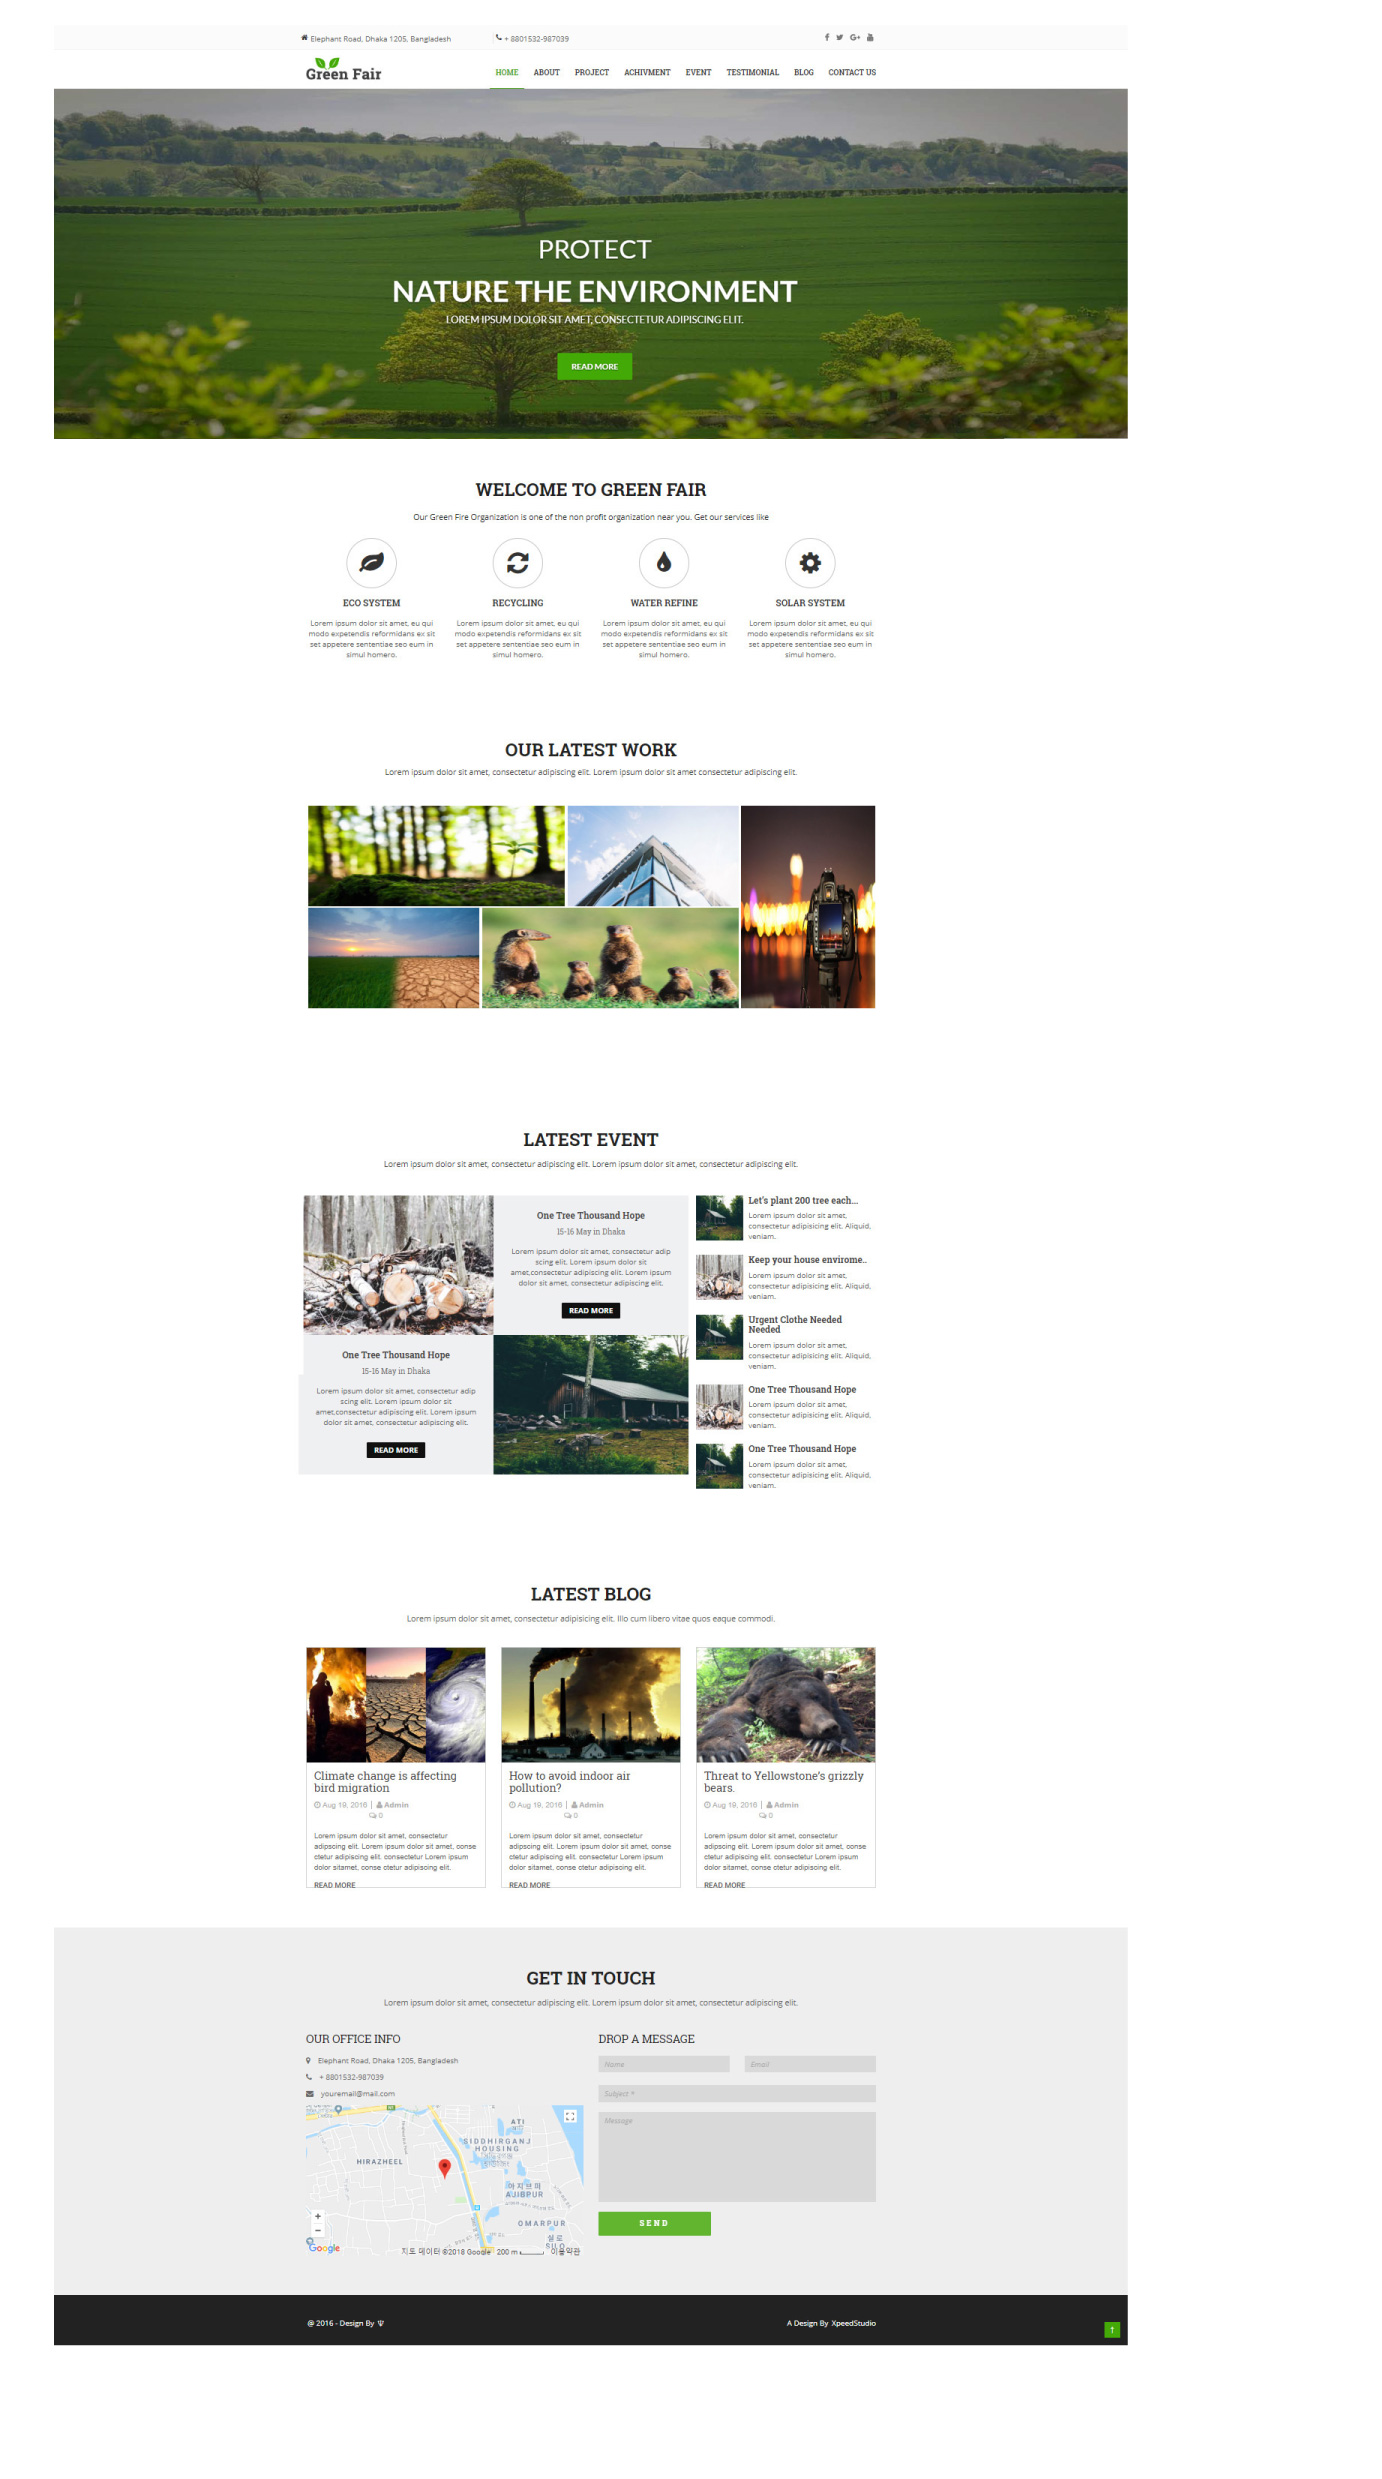 Elephant Road, Dhaka 1205, Bangladesh
+ 8801532-987039
Green Fair
HOME ABOUT PROJECT ACHIVMENT EVENT TESTIMONIAL BLOG CONTACT US
PROTECT
NATURE THE ENVIRONMENT
LOREM IPSUM DOLOR SIT AMET, CONSECTETUR ADIPISCING ELIT.
READ MORE
WELCOME TO GREEN FAIR
Our Green Fire Organization is one of the non profit organization near you. Get our services like
ECO SYSTEM
Lorem ipsum dolor sit amet, eu qui
modo expetendis reformidans ex sit
set appetere sententiae seo eum in
simul homero.
RECYCLING
Lorem ipsum dolor sit amet, eu qui
modo expetendis reformidans ex sit
set appetere sententiae seo eum in
simul homero.
WATER REFINE
Lorem ipsum dolor sit amet, eu qui
modo expetendis reformidans ex sit
set appetere sententiae seo eum in
simul homero.
SOLAR SYSTEM
Lorem ipsum dolor sit amet, eu qui
modo expetendis reformidans ex sit
set appetere sententiae seo eum in
simul homero.
OUR LATEST WORK
Lorem ipsum dolor sit amet, consectetur adipiscing elit. Lorem ipsum dolor sit amet consectetur adipiscing elit.
LATEST EVENT
Lorem ipsum dolor sit amet, consectetur adipiscing elit. Lorem ipsum dolor sit amet, consectetur adipiscing elit.
One Tree Thousand Hope
15-16 May in Dhaka
Lorem ipsum dolor sit amet, consectetur adip
scing elit. Lorem ipsum dolor sit
amet,consectetur adipiscing elit. Lorem ipsum
dolor sit amet, consectetur adipiscing elit.
READ MORE
One Tree Thousand Hope
15-16 May in Dhaka
Lorem ipsum dolor sit amet, consectetur adip
scing elit. Lorem ipsum dolor sit
amet,consectetur adipiscing elit. Lorem ipsum
dolor sit amet, consectetur adipiscing elit.
READ MORE
Let's plant 200 tree each...
Lorem ipsum dolor sit amet,
consectetur adipisicing elit. Aliquid,
veniam.
Keep your house envirome..
Lorem ipsum dolor sit amet,
consectetur adipisicing elit. Aliquid,
veniam.
Urgent Clothe Needed
Needed
Lorem ipsum dolor sit amet,
consectetur adipisicing elit. Aliquid,
veniam.
One Tree Thousand Hope
Lorem ipsum dolor sit amet,
consectetur adipisicing elit. Aliquid,
veniam.
One Tree Thousand Hope
Lorem ipsum dolor sit amet,
consectetur adipisicing elit. Aliquid,
veniam.
LATEST BLOG
Lorem ipsum dolor sit amet, consectetur adipisicing elit. Illo cum libero vitae quos eaque commodi.
Climate change is affecting
bird migration
Aug 19, 2016 | Admin
0
Lorem ipsum dolor sit amet, consectetur
adipscing elit. Lorem ipsum dolor sit amet, conse
ctetur adipiscing elit. consectetur Lorem ipsum
dolor sitamet, conse ctetur adipiscing elit.
READ MORE
How to avoid indoor air
pollution?
Aug 19, 2016 | Admin
0
Lorem ipsum dolor sit amet, consectetur
adipscing elit. Lorem ipsum dolor sit amet, conse
ctetur adipiscing elit. consectetur Lorem ipsum
dolor sitamet, conse ctetur adipiscing elit.
READ MORE
Threat to Yellowstone's grizzly
bears.
Aug 19, 2016 | Admin
0
Lorem ipsum dolor sit amet, consectetur
adipscing elit. Lorem ipsum dolor sit amet, conse
ctetur adipiscing elit. consectetur Lorem ipsum
dolor sitamet, conse ctetur adipiscing elit.
READ MORE
GET IN TOUCH
Lorem ipsum dolor sit amet, consectetur adipiscing elit. Lorem ipsum dolor sit amet, consectetur adipiscing elit.
OUR OFFICE INFO
Elephant Road, Dhaka 1205, Bangladesh
+ 8801532-987039
youremail@mail.com
ATI
SIDDHIRGANJ
HOUSING
HIRAZHEEL
아지브퍼
AJIBPUR
OMARPUR
실로
SILO
+
−
Google
지도 데이터 ©2018 Google 200 m 이용약관
DROP A MESSAGE
Name
Email
Subject *
Message
SEND
@ 2016 - Design By Ψ
A Design By XpeedStudio